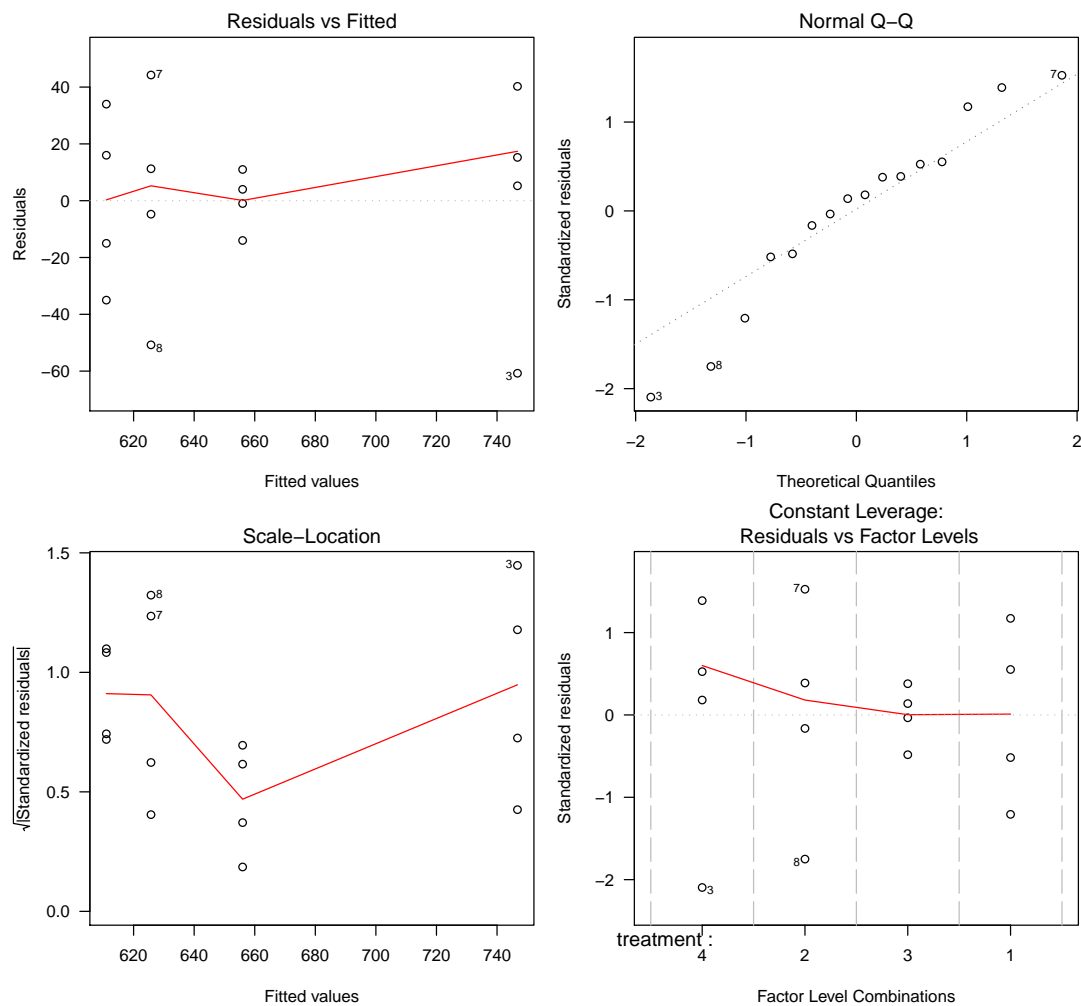 Residuals vs Fitted
Residuals
40
20
0
−20
−40
−60
7
8
3
620 640 660 680 700 720 740
Fitted values
Normal Q−Q
Standardized residuals
1
0
−1
−2
7
8
3
−2 −1 0 1 2
Theoretical Quantiles
Scale−Location
√|Standardized residuals|
1.5
1.0
0.5
0.0
3
8
7
620 640 660 680 700 720 740
Fitted values
Constant Leverage:
Residuals vs Factor Levels
Standardized residuals
1
0
−1
−2
7
8
3
treatment :
4 2 3 1
Factor Level Combinations